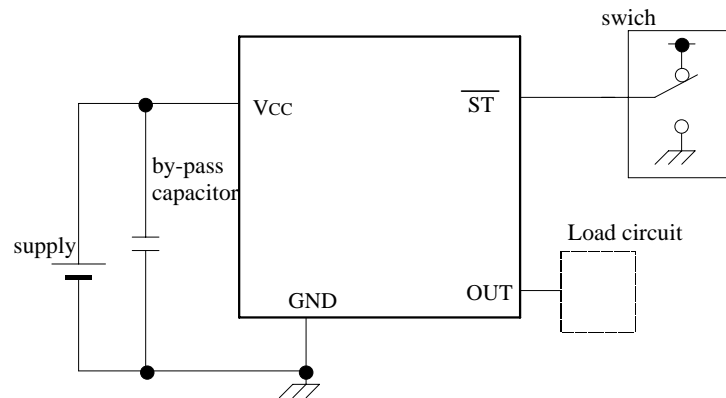 swich
VCC
ST
by-pass
capacitor
supply
Load circuit
GND
OUT